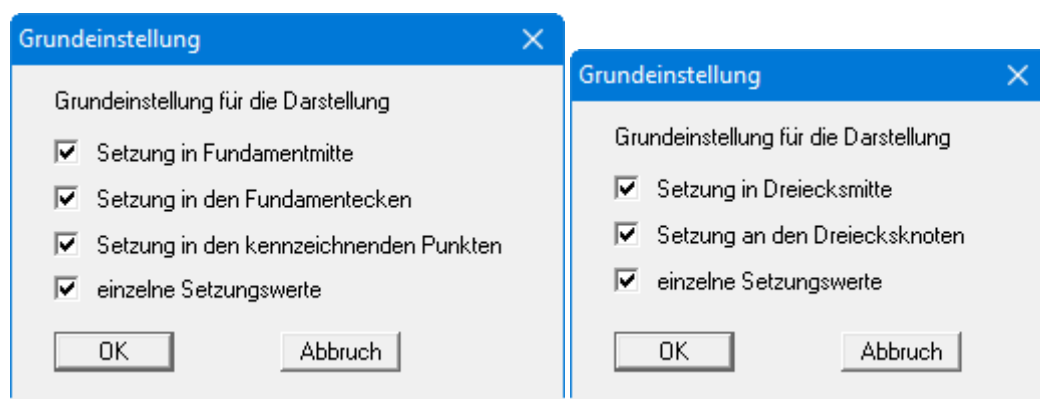 Grundeinstellung
Grundeinstellung für die Darstellung
Setzung in Fundamentmitte
Setzung in den Fundamentecken
Setzung in den kennzeichnenden Punkten
einzelne Setzungswerte
OK Abbruch
Grundeinstellung
Grundeinstellung für die Darstellung
Setzung in Dreiecksmitte
Setzung an den Dreiecksknoten
einzelne Setzungswerte
OK Abbruch